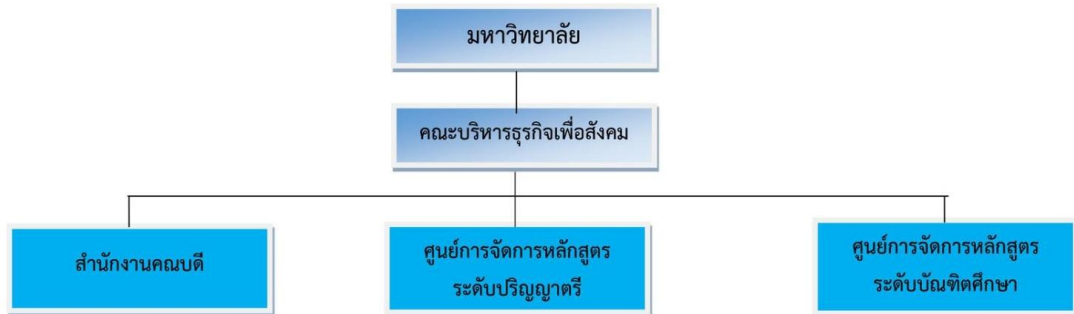 มหาวิทยาลัย
คณะบริหารธุรกิจเพื่อสังคม
สำนักงานคณบดี
ศูนย์การจัดการหลักสูตร
ระดับปริญญาตรี
ศูนย์การจัดการหลักสูตร
ระดับบัณฑิตศึกษา